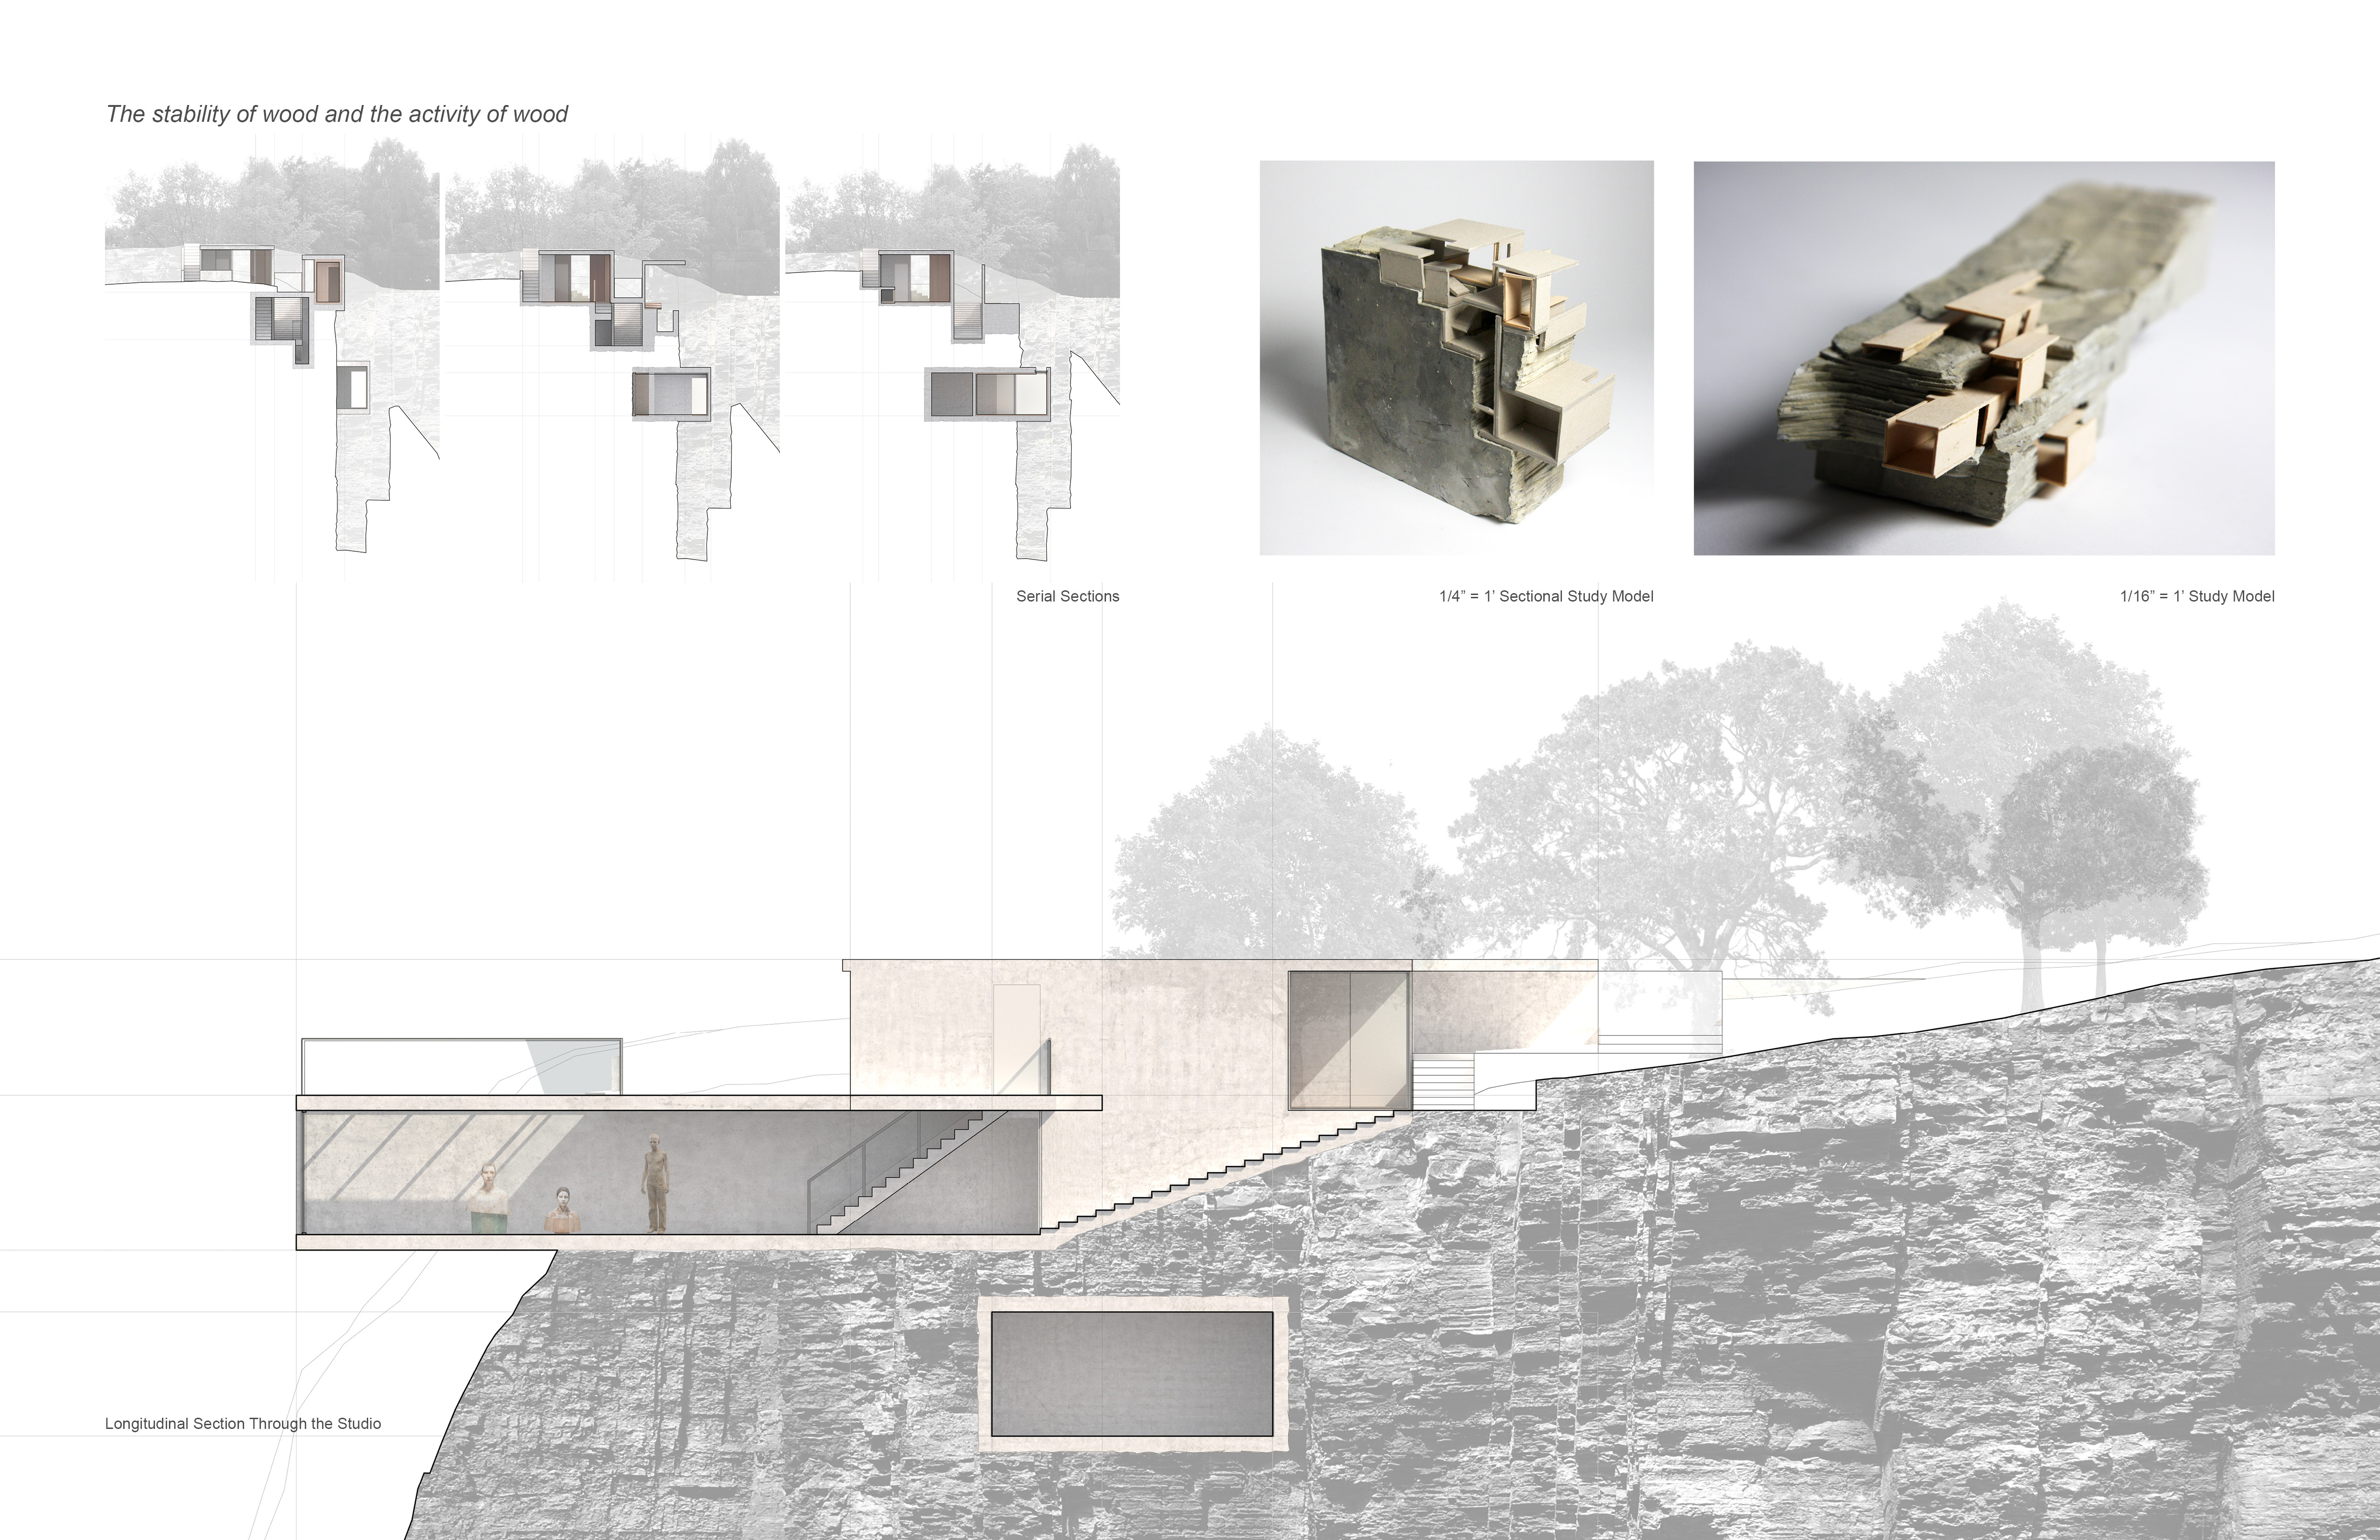 The stability of wood and the activity of wood
Serial Sections
1/4” = 1’ Sectional Study Model
1/16” = 1’ Study Model
Longitudinal Section Through the Studio